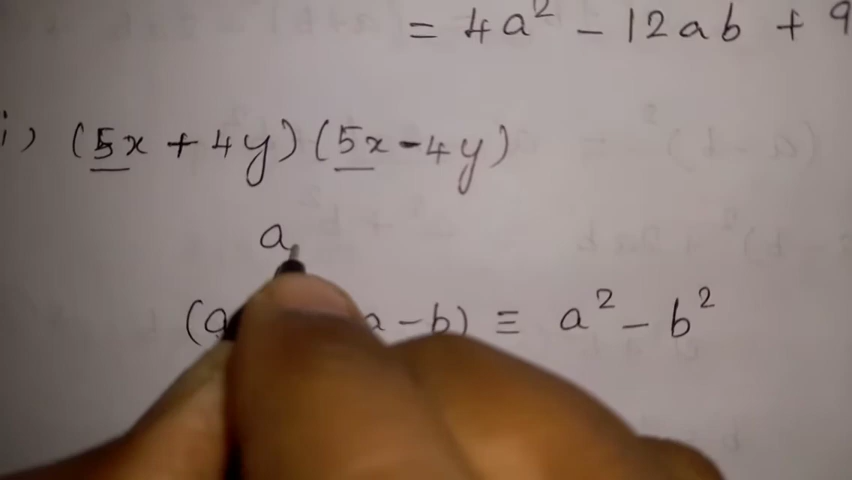 = 4a² - 12ab + 9
i) (5x + 4y)(5x - 4y)
a
(a a - b) ≡ a² - b²